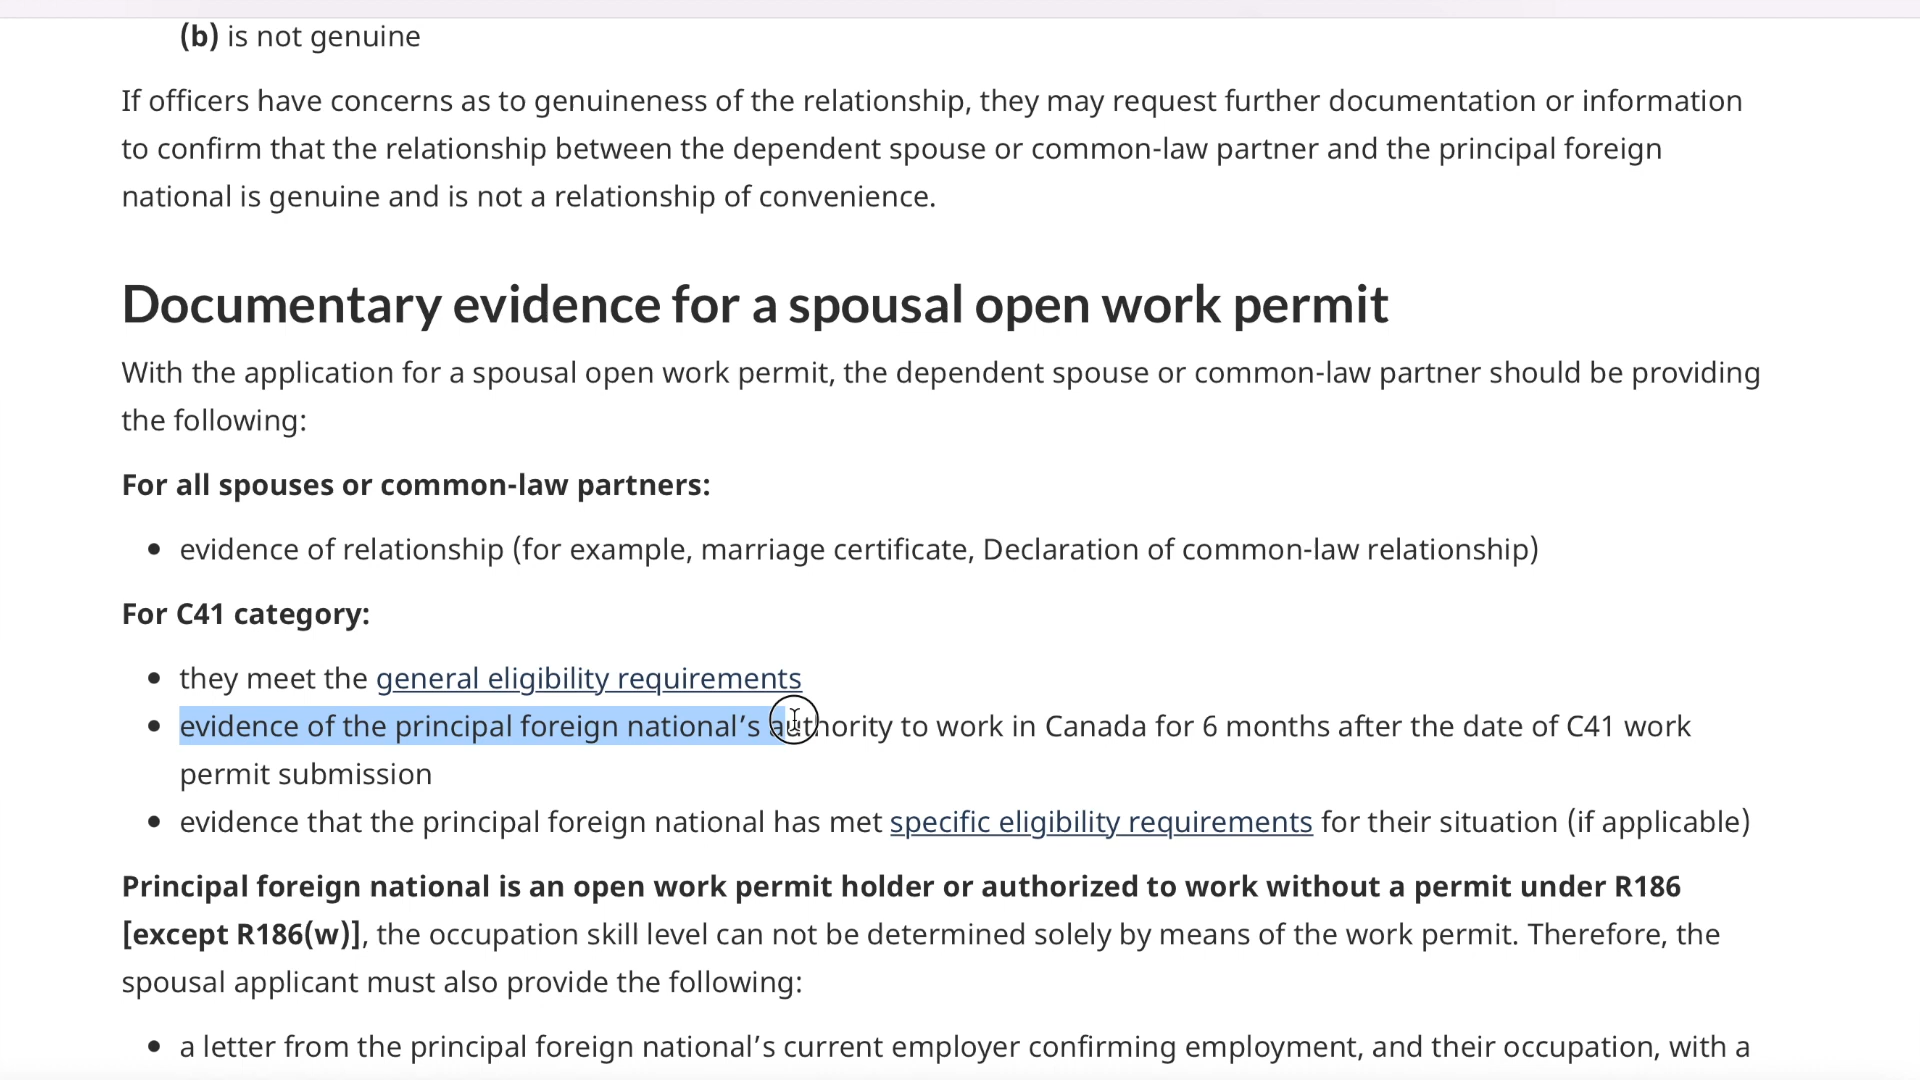 (b) is not genuine
If officers have concerns as to genuineness of the relationship, they may request further documentation or information
to confirm that the relationship between the dependent spouse or common-law partner and the principal foreign
national is genuine and is not a relationship of convenience.
Documentary evidence for a spousal open work permit
With the application for a spousal open work permit, the dependent spouse or common-law partner should be providing
the following:
For all spouses or common-law partners:
• evidence of relationship (for example, marriage certificate, Declaration of common-law relationship)
For C41 category:
• they meet the general eligibility requirements
• evidence of the principal foreign national’s authority to work in Canada for 6 months after the date of C41 work
permit submission
• evidence that the principal foreign national has met specific eligibility requirements for their situation (if applicable)
Principal foreign national is an open work permit holder or authorized to work without a permit under R186
[except R186(w)], the occupation skill level can not be determined solely by means of the work permit. Therefore, the
spousal applicant must also provide the following:
• a letter from the principal foreign national’s current employer confirming employment, and their occupation, with a